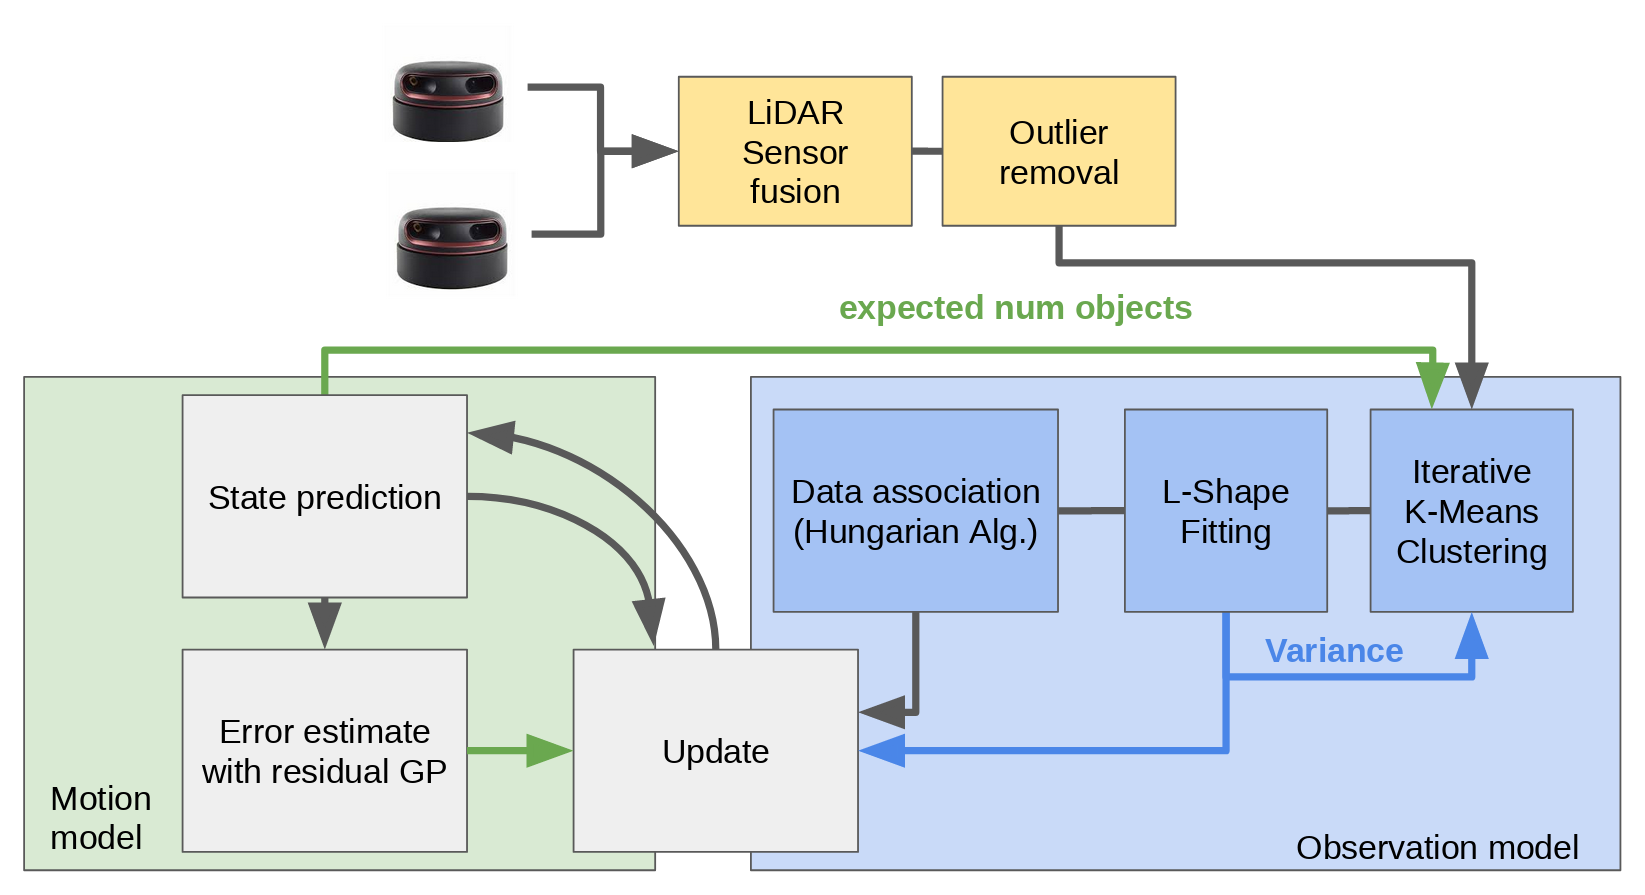 LiDAR
Sensor
fusion
Outlier
removal
expected num objects
State prediction
Data association
(Hungarian Alg.)
L-Shape
Fitting
Iterative
K-Means
Clustering
Variance
Error estimate
with residual GP
Update
Motion
model
Observation model